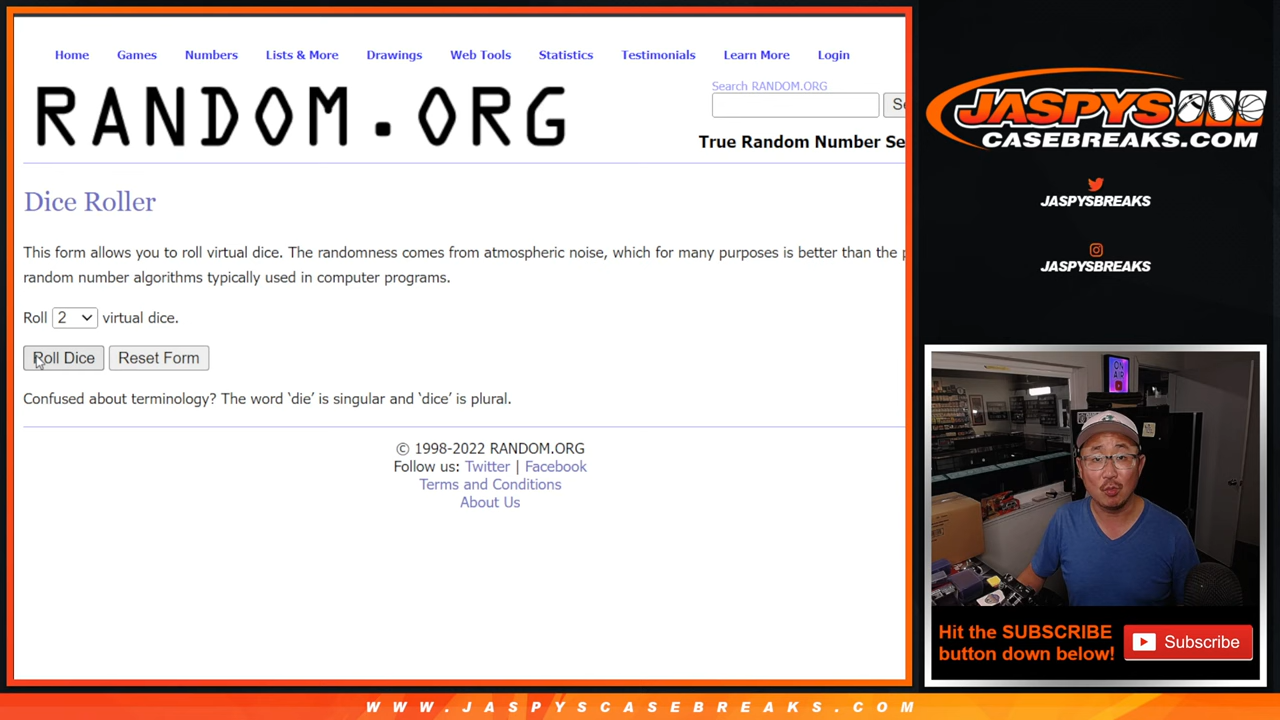 Home Games Numbers Lists & More Drawings Web Tools Statistics Testimonials Learn More Login
Search RANDOM.ORG
RANDOM.ORG
True Random Number Se
Dice Roller
This form allows you to roll virtual dice. The randomness comes from atmospheric noise, which for many purposes is better than the p
random number algorithms typically used in computer programs.
Roll 2 virtual dice.
Roll Dice Reset Form
Confused about terminology? The word ‘die’ is singular and ‘dice’ is plural.
© 1998-2022 RANDOM.ORG
Follow us: Twitter | Facebook
Terms and Conditions
About Us
JASPYS
CASEBREAKS.COM
JASPYSBREAKS
JASPYSBREAKS
ON
AIR
Hit the SUBSCRIBE
button down below!
Subscribe
WWW.JASPYSCASEBREAKS.COM